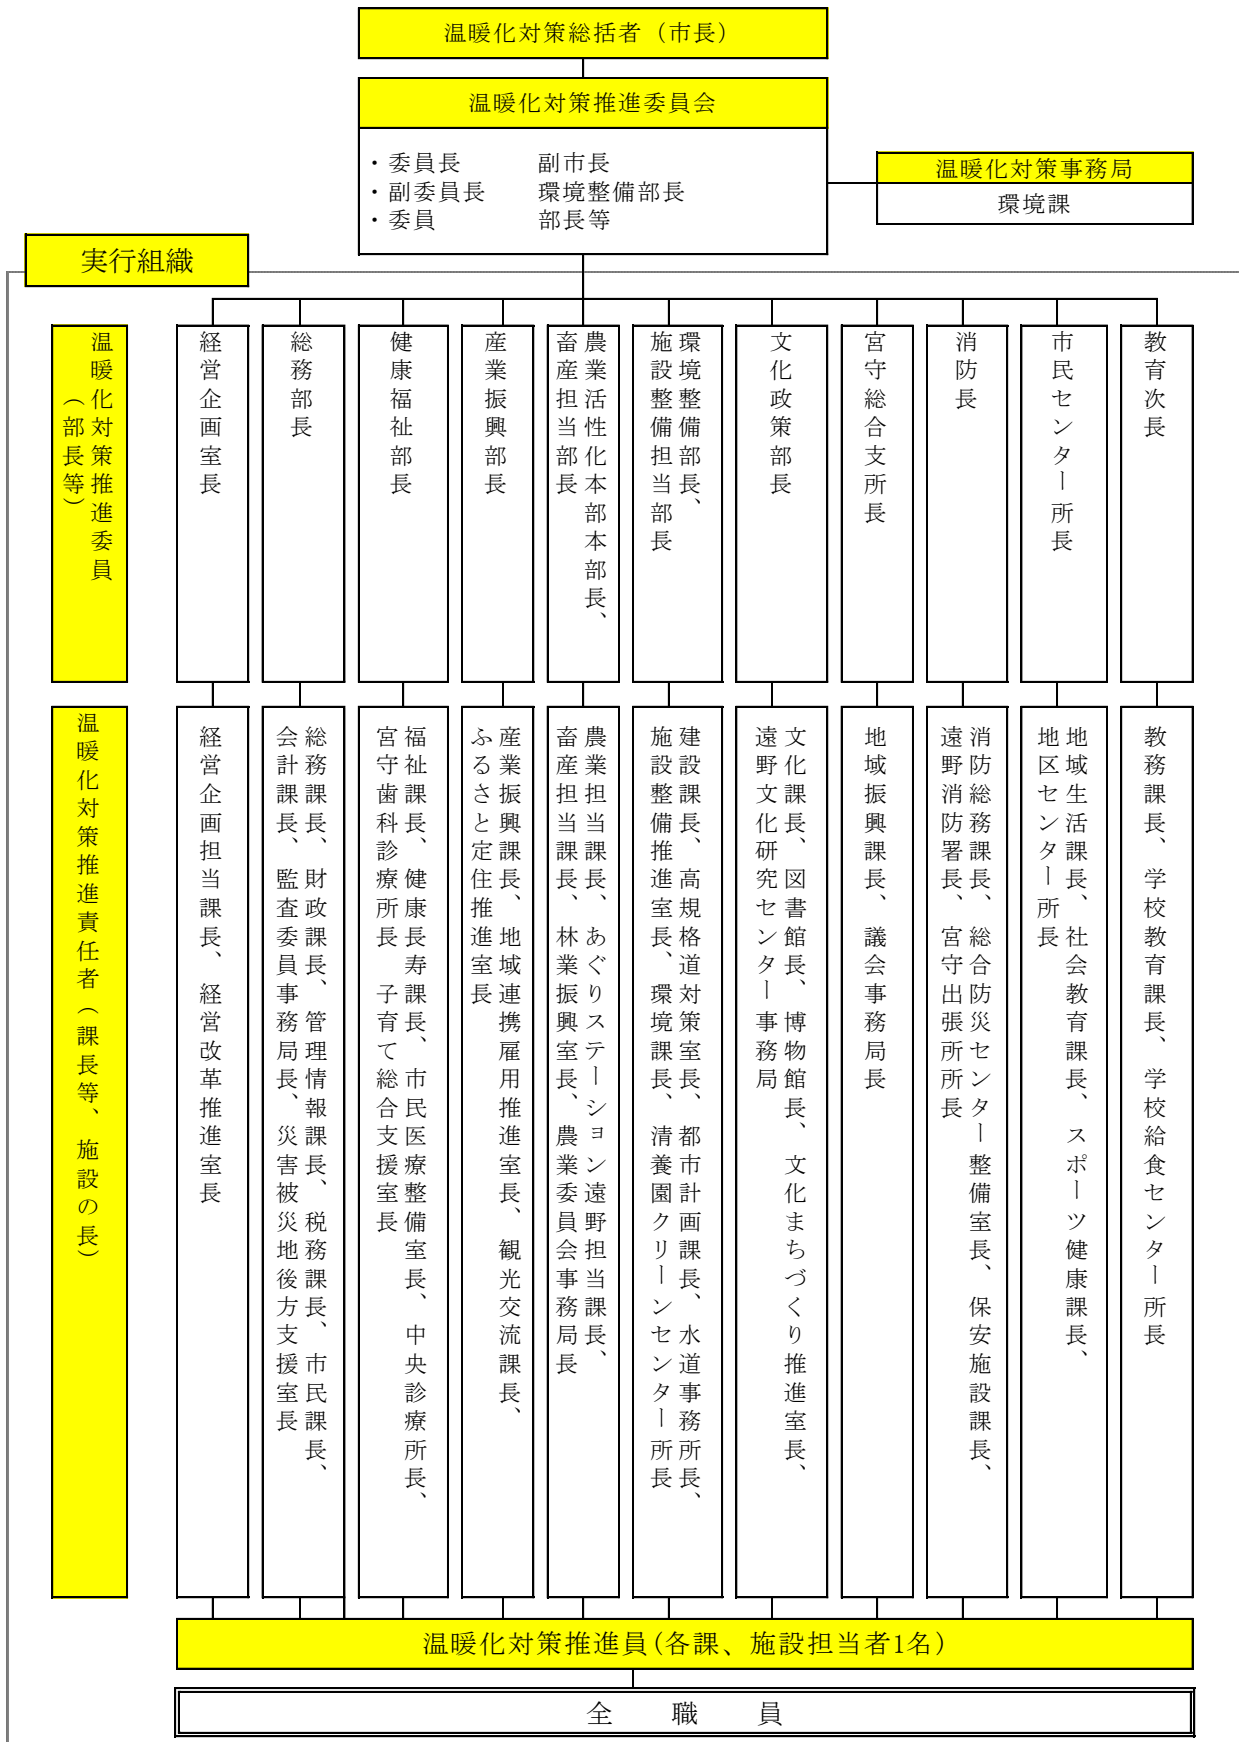 温暖化対策総括者（市長）
温暖化対策推進委員会
・委員長　　　副市長
・副委員長　　環境整備部長
・委員　　　　部長等
温暖化対策事務局
環境課
実行組織
温暖化対策推進委員
（部長等）
経営企画室長
総務部長
健康福祉部長
産業振興部長
農業活性化本部本部長、
畜産担当部長
環境整備部長、
施設整備担当部長
文化政策部長
宮守総合支所長
消防長
市民センター所長
教育次長
温暖化対策推進責任者（課長等、施設の長）
経営企画担当課長、経営改革推進室長
総務課長、財政課長、管理情報課長、税務課長、市民課長、
会計課長、監査委員事務局長、災害被災地後方支援室長
福祉課長、健康長寿課長、市民医療整備室長、中央診療所長、
宮守歯科診療所長　子育て総合支援室長
産業振興課長、地域連携雇用推進室長、観光交流課長、
ふるさと定住推進室長
農業担当課長、あぐりステーション遠野担当課長、
畜産担当課長、林業振興室長、農業委員会事務局長
建設課長、高規格道対策室長、都市計画課長、水道事務所長、
施設整備推進室長、環境課長、清養園クリーンセンター所長
文化課長、図書館長、博物館長、文化まちづくり推進室長、
遠野文化研究センター事務局
地域振興課長、議会事務局長
消防総務課長、総合防災センター整備室長、保安施設課長、
遠野消防署長、宮守出張所所長
地域生活課長、社会教育課長、スポーツ健康課長、
地区センター所長
教務課長、学校教育課長、学校給食センター所長
温暖化対策推進員(各課、施設担当者1名)
全　職　員